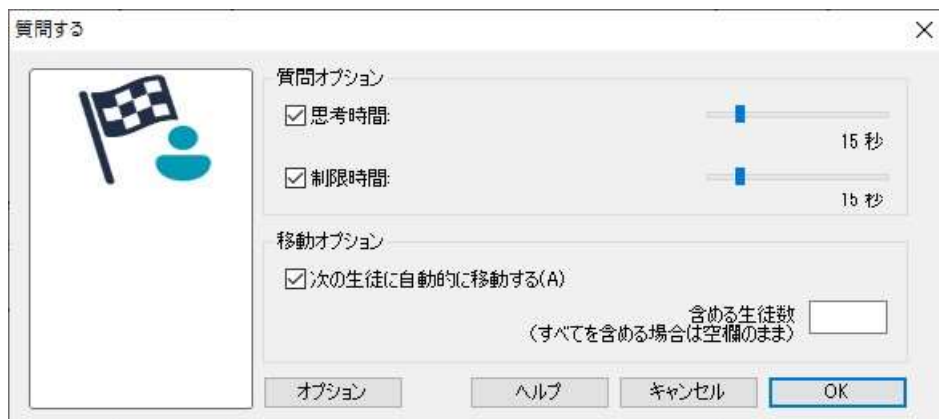 質問する
質問オプション
思考時間:
15 秒
制限時間:
15 秒
移動オプション
次の生徒に自動的に移動する(A)
含める生徒数
(すべてを含める場合は空欄のまま)
オプション
ヘルプ
キャンセル
OK